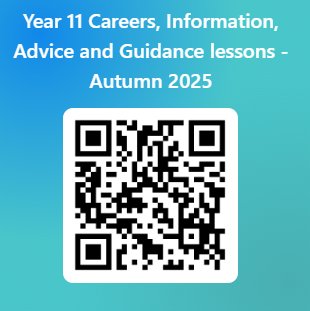 Year 11 Careers, Information,
Advice and Guidance lessons -
Autumn 2025